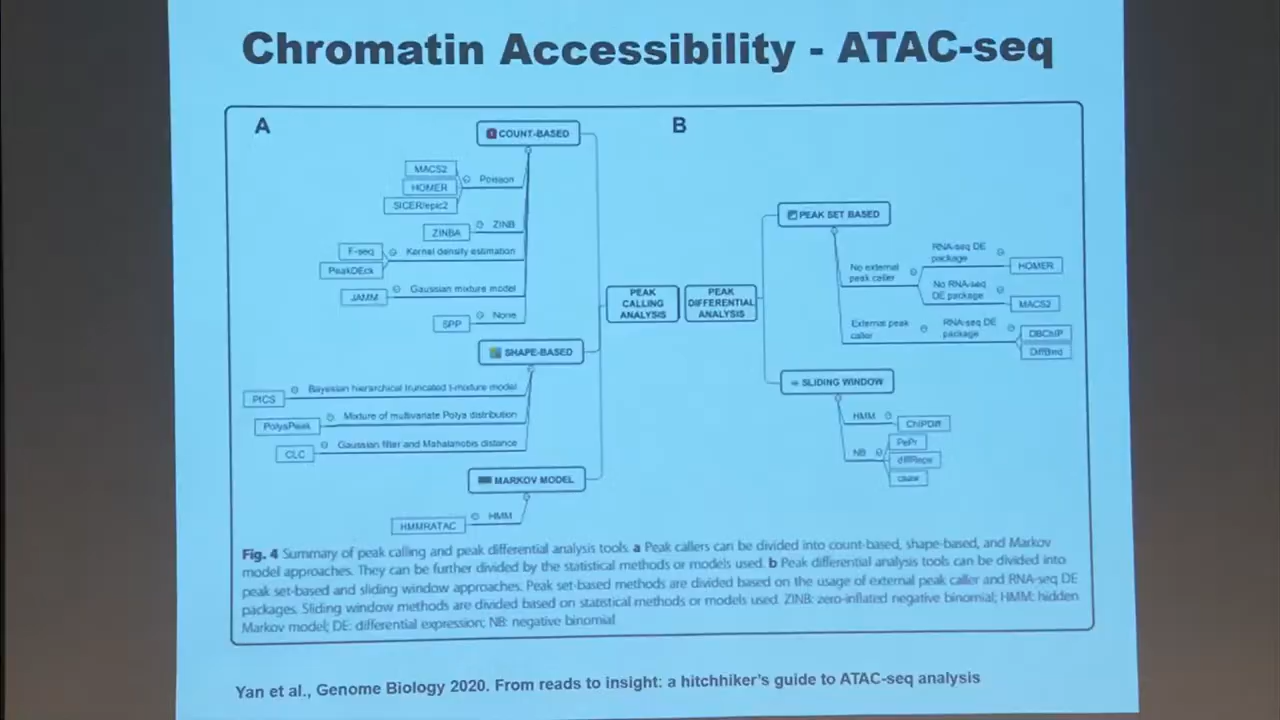 Chromatin Accessibility - ATAC-seq
A
COUNT-BASED
MACS2
HOMER
SICER/epic2
Poisson
ZINBA
ZINB
F-seq
PeakDEck
Kernel density estimation
JAMM
Gaussian mixture model
SPP
None
SHAPE-BASED
PICS
Bayesian hierarchical truncated t-mixture model
PolyaPeak
Mixture of multivariate Polya distribution
CLC
Gaussian filter and Mahalanobis distance
MARKOV MODEL
HMMRATAC
HMM
PEAK
CALLING
ANALYSIS
B
PEAK
DIFFERENTIAL
ANALYSIS
PEAK SET BASED
No external
peak caller
RNA-seq DE
package
HOMER
No RNA-seq
DE package
MACS2
External peak
caller
RNA-seq DE
package
DBChIP
DiffBind
SLIDING WINDOW
HMM
ChIPDiff
NB
PePr
diffReps
csaw
Fig. 4 Summary of peak calling and peak differential analysis tools. a Peak callers can be divided into count-based, shape-based, and Markov
model approaches. They can be further divided by the statistical methods or models used. b Peak differential analysis tools can be divided into
peak set-based and sliding window approaches. Peak set-based methods are divided based on the usage of external peak caller and RNA-seq DE
packages. Sliding window methods are divided based on statistical methods or models used. ZINB: zero-inflated negative binomial; HMM: hidden
Markov model; DE: differential expression; NB: negative binomial
Yan et al., Genome Biology 2020. From reads to insight: a hitchhiker's guide to ATAC-seq analysis